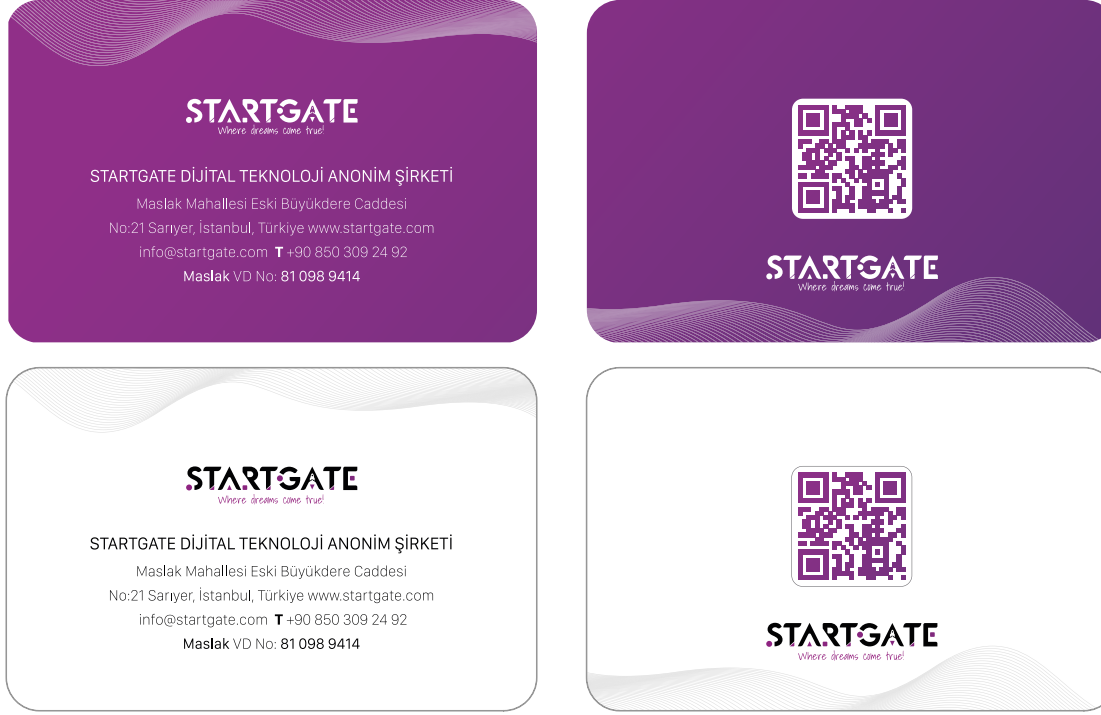 STARTGATE
Where dreams come true!
STARTGATE DİJİTAL TEKNOLOJİ ANONİM ŞİRKETİ
Maslak Mahallesi Eski Büyükdere Caddesi
No:21 Sarıyer, İstanbul, Türkiye www.startgate.com
info@startgate.com T +90 850 309 24 92
Maslak VD No: 81 098 9414
STARTGATE
Where dreams come true!
STARTGATE
Where dreams come true!
STARTGATE DİJİTAL TEKNOLOJİ ANONİM ŞİRKETİ
Maslak Mahallesi Eski Büyükdere Caddesi
No:21 Sarıyer, İstanbul, Türkiye www.startgate.com
info@startgate.com T +90 850 309 24 92
Maslak VD No: 81 098 9414
STARTGATE
Where dreams come true!